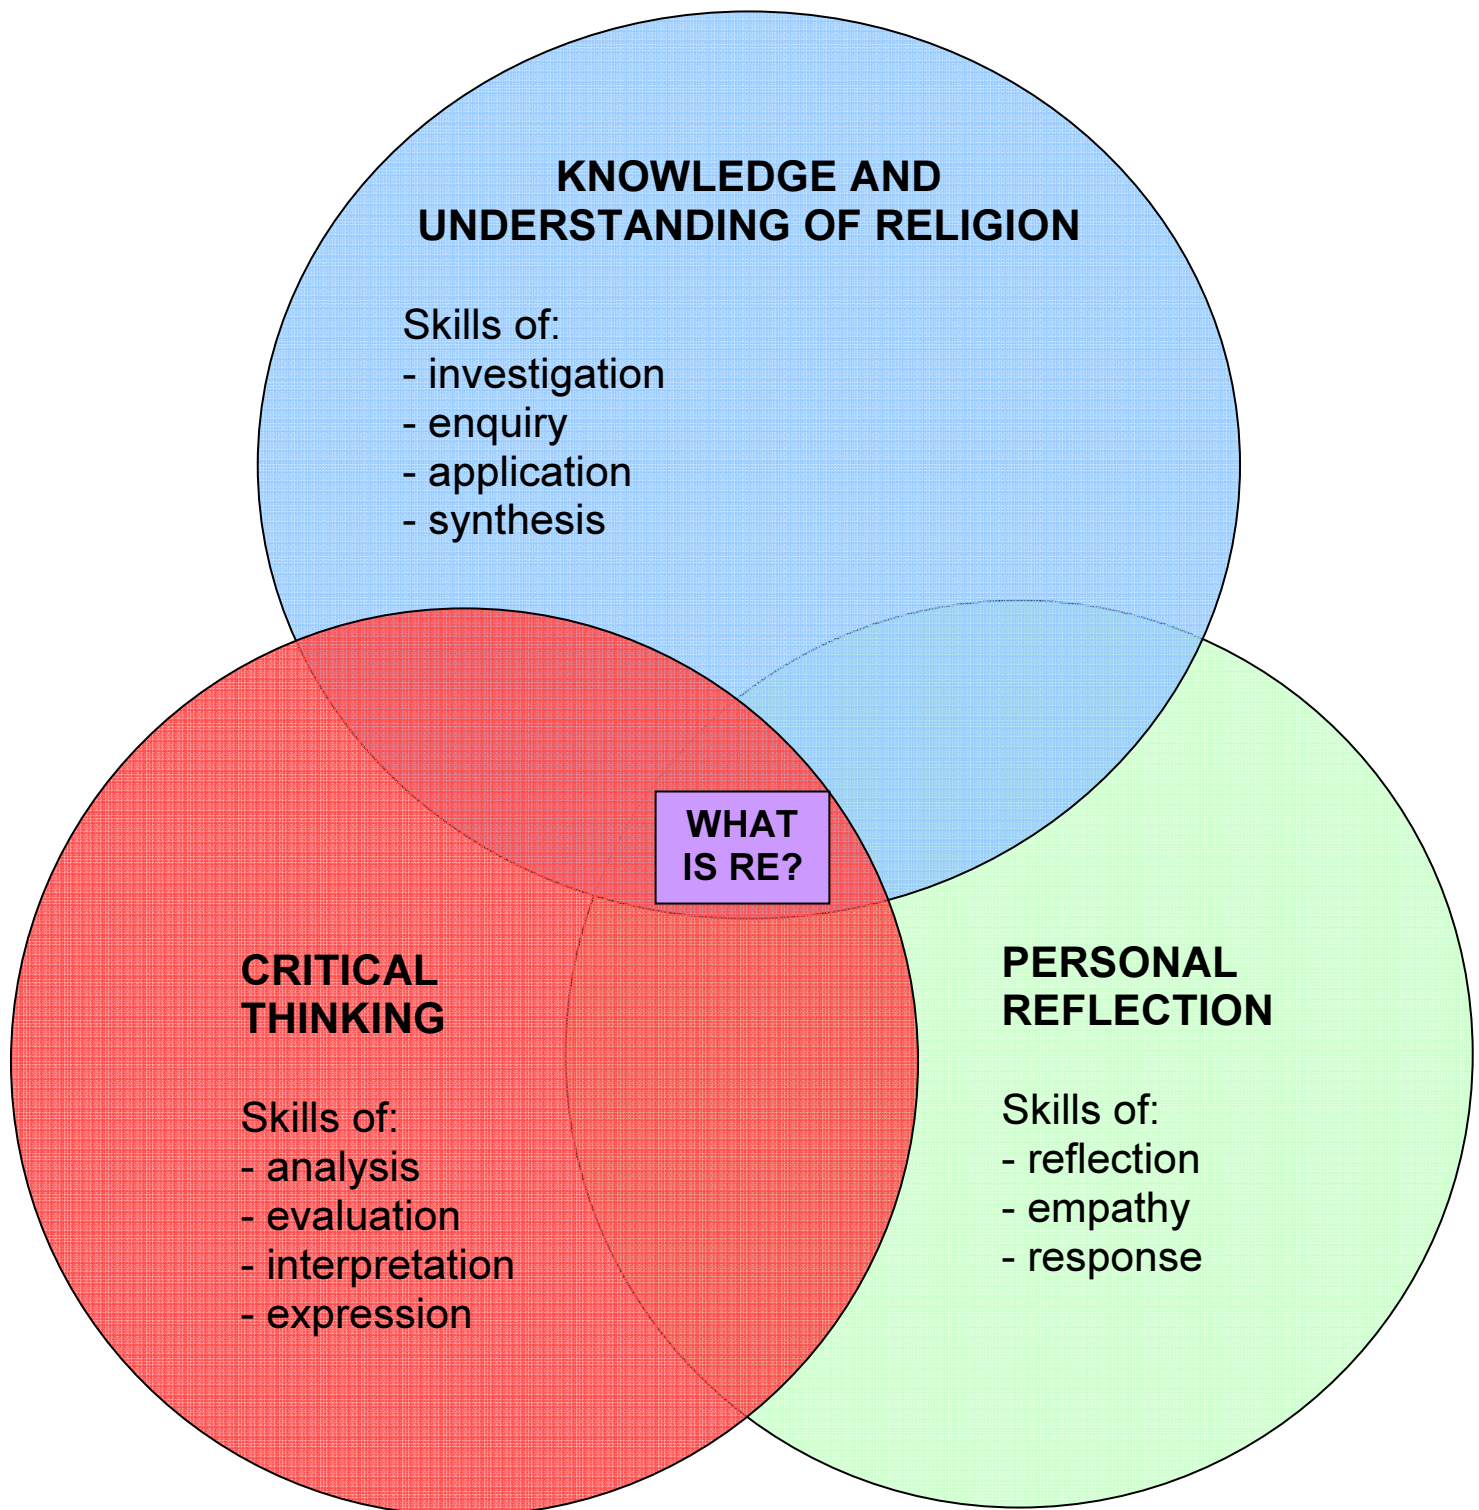 KNOWLEDGE AND
UNDERSTANDING OF RELIGION
Skills of:
- investigation
- enquiry
- application
- synthesis
WHAT
IS RE?
CRITICAL
THINKING
Skills of:
- analysis
- evaluation
- interpretation
- expression
PERSONAL
REFLECTION
Skills of:
- reflection
- empathy
- response